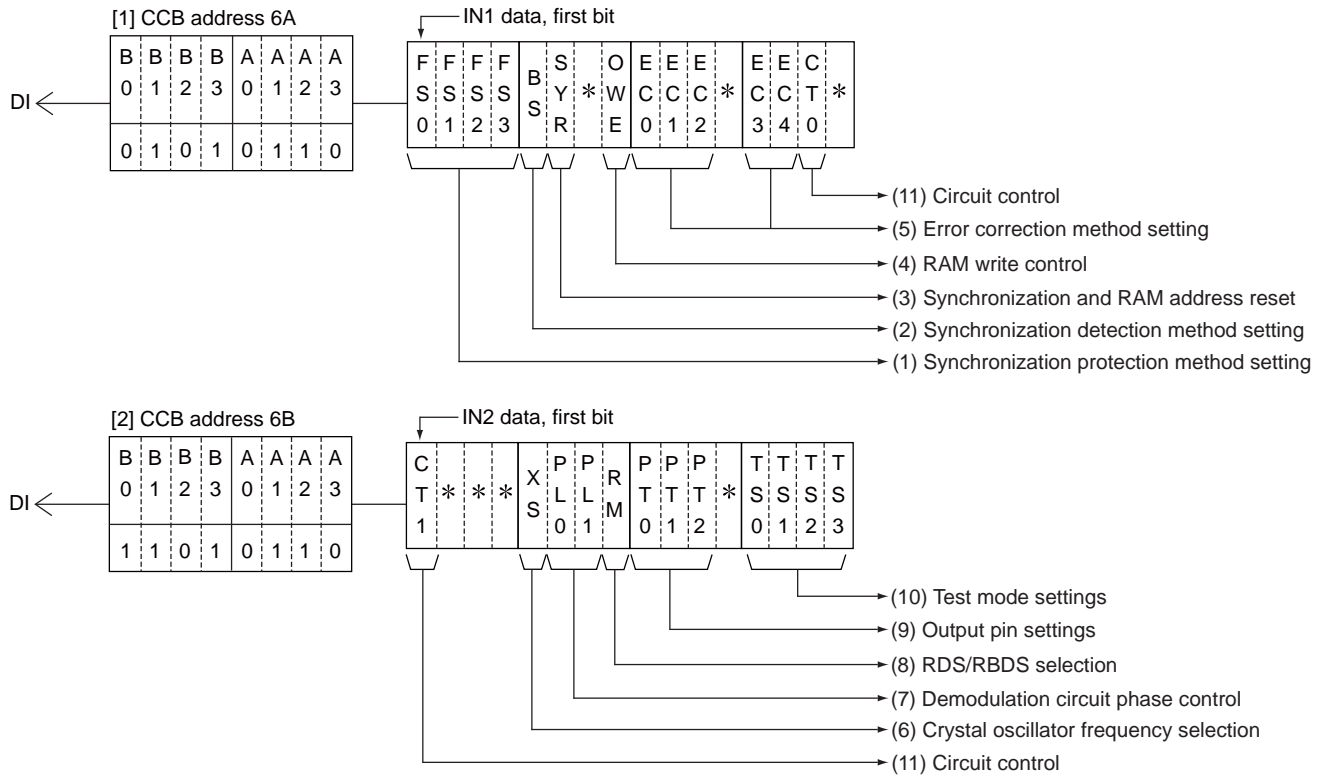 [1] CCB address 6A
IN1 data, first bit
B0 B1 B2 B3 A0 A1 A2 A3
FS0 FS1 FS2 FS3 BS SYR * OWE EC0 EC1 EC2 * EC3 EC4 CT0 *
DI
0 1 0 1 0 1 1 0
(11) Circuit control
(5) Error correction method setting
(4) RAM write control
(3) Synchronization and RAM address reset
(2) Synchronization detection method setting
(1) Synchronization protection method setting
[2] CCB address 6B
IN2 data, first bit
B0 B1 B2 B3 A0 A1 A2 A3
CT1 * * * XS PL0 PL1 RM PT0 PT1 PT2 * TS0 TS1 TS2 TS3
DI
1 1 0 1 0 1 1 0
(10) Test mode settings
(9) Output pin settings
(8) RDS/RBDS selection
(7) Demodulation circuit phase control
(6) Crystal oscillator frequency selection
(11) Circuit control